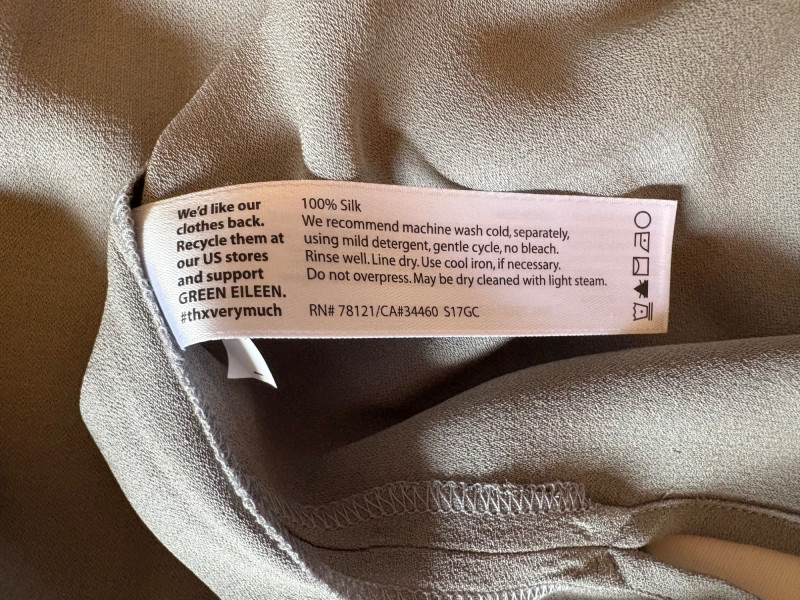 We'd like our
clothes back.
Recycle them at
our US stores
and support
GREEN EILEEN.
#thxverymuch
100% Silk
We recommend machine wash cold, separately,
using mild detergent, gentle cycle, no bleach.
Rinse well. Line dry. Use cool iron, if necessary.
Do not overpress. May be dry cleaned with light steam.
RN# 78121/CA#34460 S17GC